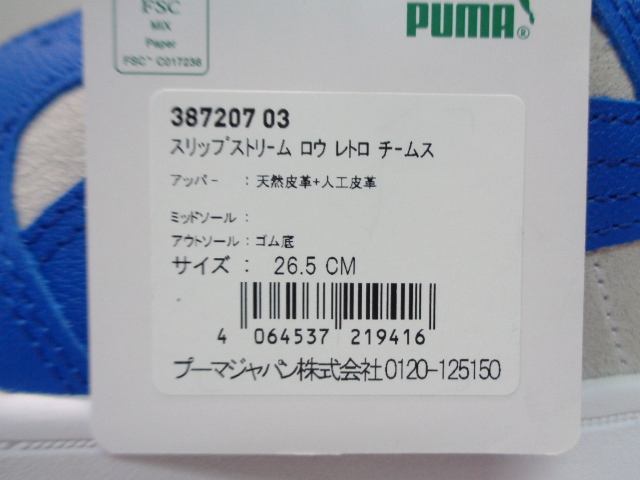 FSC
MIX
Paper
FSC™ C017236
PUMA®
387207 03
スリップストリーム ロウ レトロ チームス
アッパー : 天然皮革+人工皮革
ミッドソール :
アウトソール : ゴム底
サイズ : 26.5 CM
4 064537 219416
プーマジャパン株式会社0120-125150